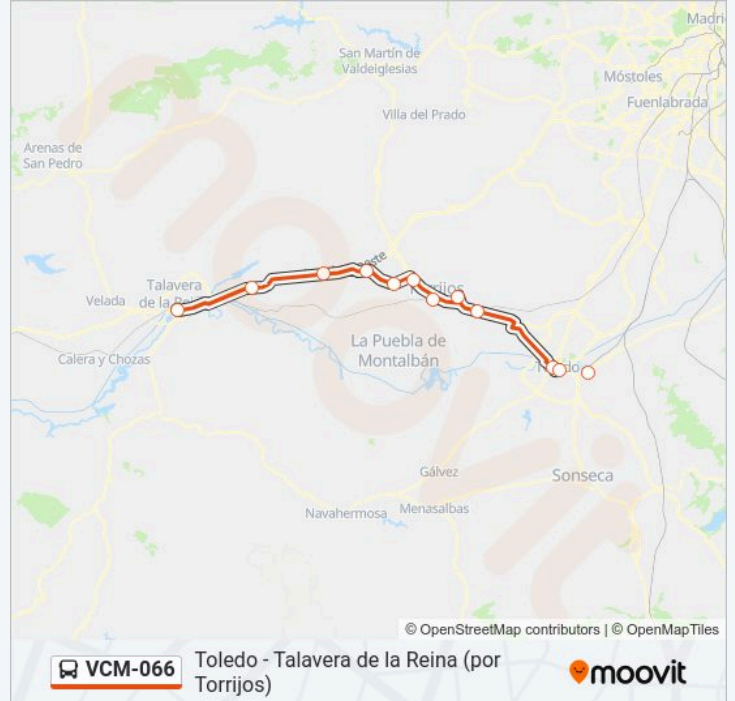 Madri
San Martín de
Valdeiglesias
Móstoles
Fuenlabrada
Villa del Prado
Arenas de
San Pedro
Talavera
de la Rei
Velada
Torrijos
La Puebla de
Montalbán
Calera y Chozas
Gálvez
Sonseca
Navahermosa
Menasalbas
moovit
© OpenStreetMap contributors | © OpenMapTiles
VCM-066
Toledo - Talavera de la Reina (por
Torrijos)
moovit